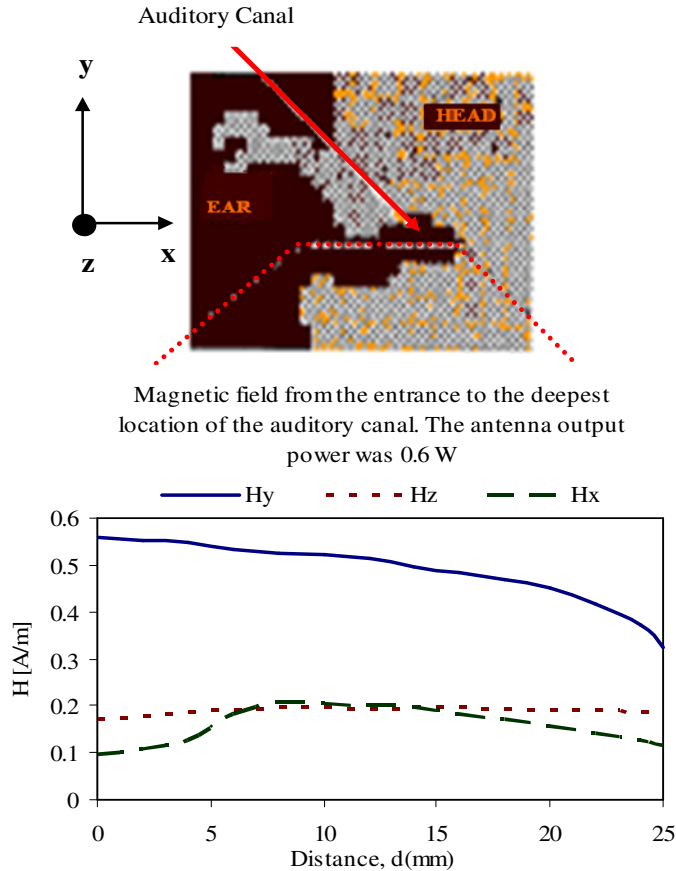 Auditory Canal
y
HEAD
EAR
x
z
Magnetic field from the entrance to the deepest
location of the auditory canal. The antenna output
power was 0.6 W
Hy Hz Hx
0.6
0.5
0.4
0.3
0.2
0.1
0
H [A/m]
0 5 10 15 20 25
Distance, d(mm)